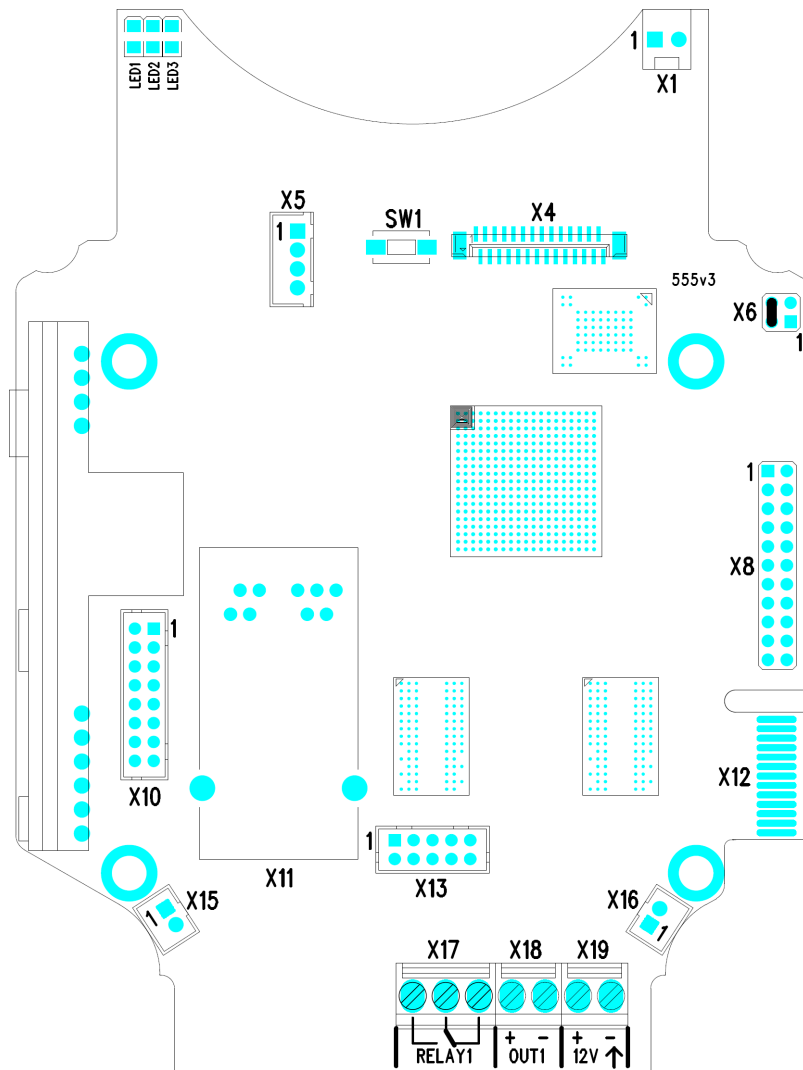 1
X1
LED1 LED2 LED3
X5
SW1
X4
1
555v3
X6
1
1
X8
1
X10
X12
1
X11
X13
X15
1
X16
1
X17 X18 X19
+ - + -
RELAY1 OUT1 12V ↑